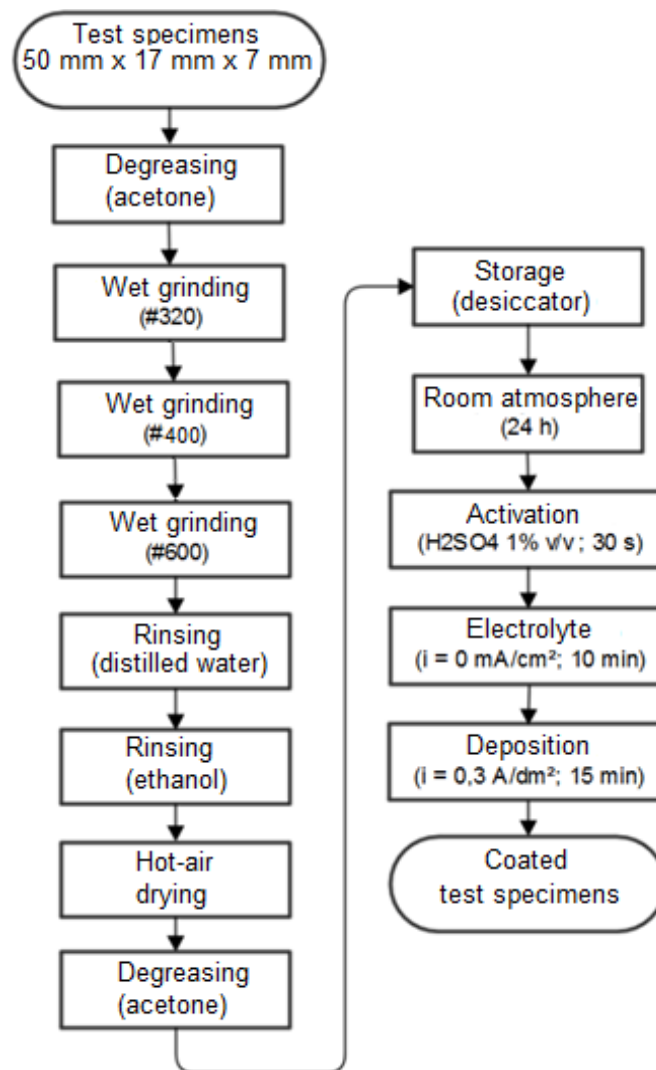 Test specimens
50 mm x 17 mm x 7 mm
Degreasing
(acetone)
Wet grinding
(#320)
Wet grinding
(#400)
Wet grinding
(#600)
Rinsing
(distilled water)
Rinsing
(ethanol)
Hot-air
drying
Degreasing
(acetone)
Storage
(desiccator)
Room atmosphere
(24 h)
Activation
(H2SO4 1% v/v ; 30 s)
Electrolyte
(i = 0 mA/cm²; 10 min)
Deposition
(i = 0,3 A/dm²; 15 min)
Coated
test specimens